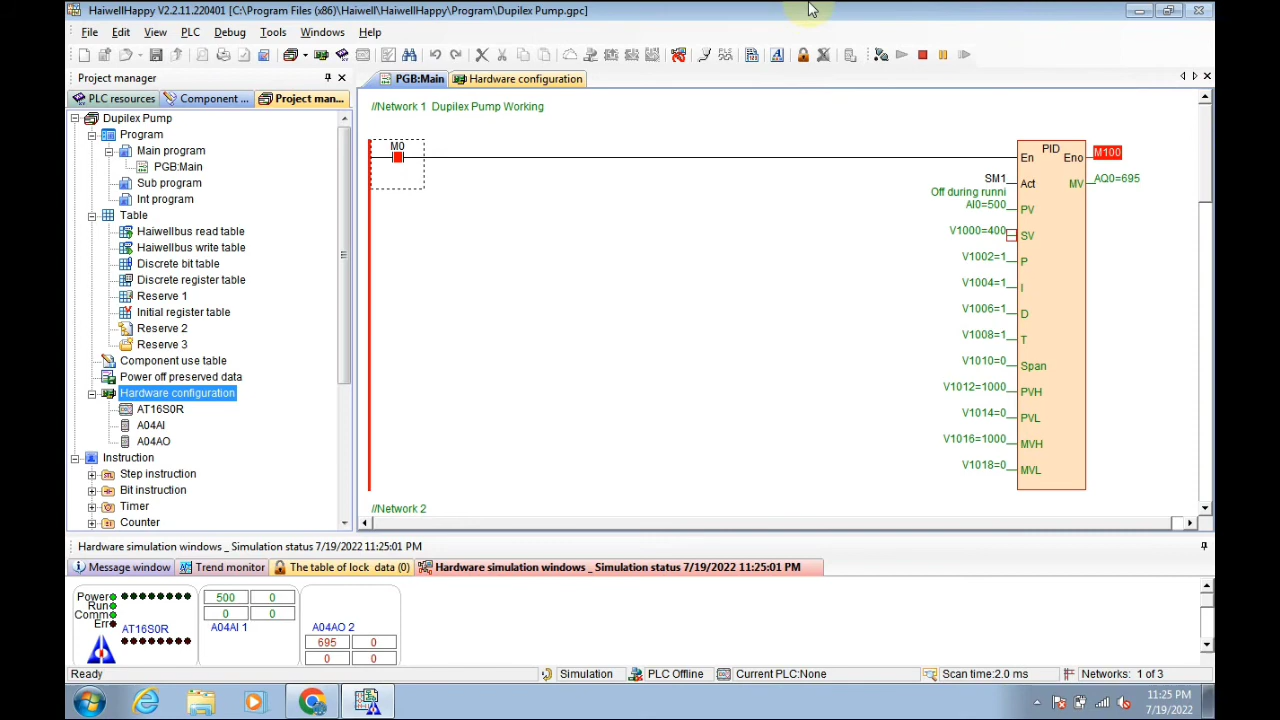 HaiwellHappy V2.2.11.220401 [C:\Program Files (x86)\Haiwell\HaiwellHappy\Program\Dupilex Pump.gpc]
File Edit View PLC Debug Tools Windows Help
Project manager
PLC resources Component ... Project man...
PGB:Main Hardware configuration
Dupilex Pump
Program
Main program
PGB:Main
Sub program
Int program
Table
Haiwellbus read table
Haiwellbus write table
Discrete bit table
Discrete register table
Reserve 1
Initial register table
Reserve 2
Reserve 3
Component use table
Power off preserved data
Hardware configuration
AT16S0R
A04AI
A04AO
Instruction
Step instruction
Bit instruction
Timer
Counter
//Network 1 Dupilex Pump Working
M0
PID
En Eno M100
SM1 Act MV AQ0=695
Off during runni
AI0=500 PV
V1000=400 SV
V1002=1 P
V1004=1 I
V1006=1 D
V1008=1 T
V1010=0 Span
V1012=1000 PVH
V1014=0 PVL
V1016=1000 MVH
V1018=0 MVL
//Network 2
Hardware simulation windows _ Simulation status 7/19/2022 11:25:01 PM
Message window Trend monitor The table of lock data (0) Hardware simulation windows _ Simulation status 7/19/2022 11:25:01 PM
Power
Run
Comm
Err
AT16S0R
500 0
0 0
A04AI 1
A04AO 2
695 0
0 0
Ready Simulation PLC Offline Current PLC:None Scan time:2.0 ms Networks: 1 of 3
11:25 PM
7/19/2022